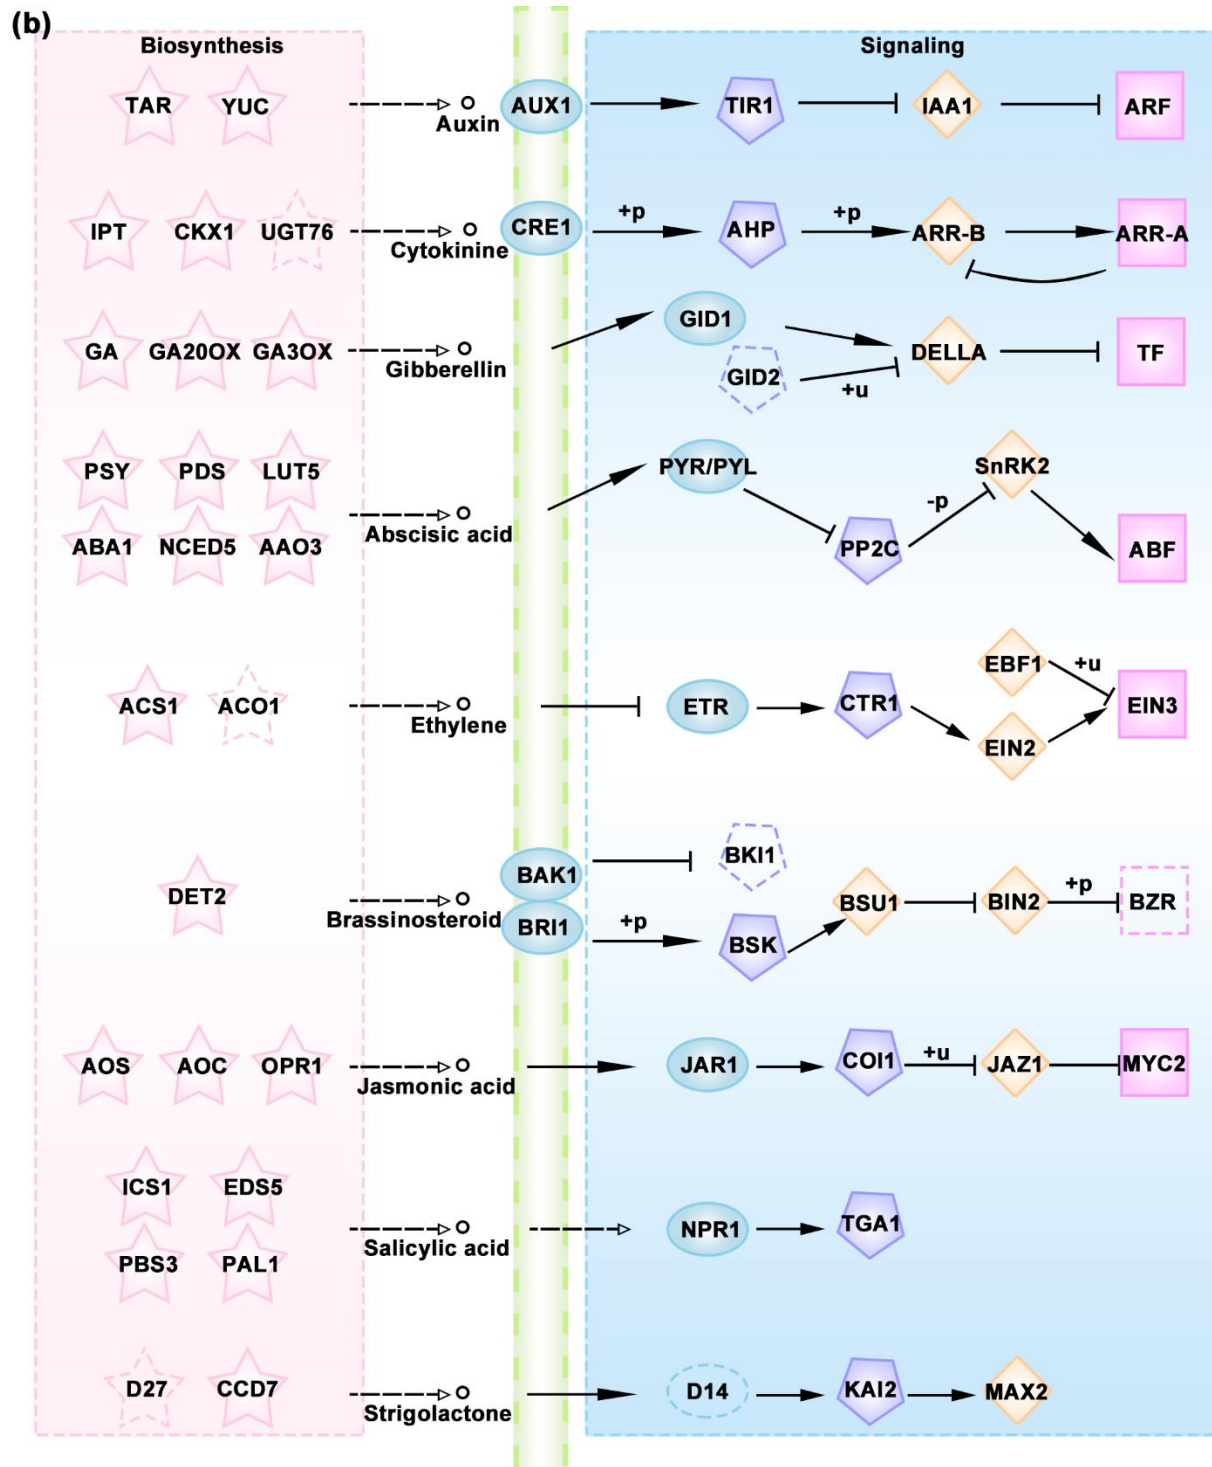 (b)
Biosynthesis
Signaling
TAR YUC
Auxin
AUX1 TIR1 IAA1 ARF
IPT CKX1 UGT76
Cytokinine
CRE1 +p AHP +p ARR-B ARR-A
GA GA20OX GA3OX
Gibberellin
GID1 DELLA TF
GID2 +u
PSY PDS LUT5
ABA1 NCED5 AAO3
Abscisic acid
PYR/PYL SnRK2
-p
PP2C ABF
ACS1 ACO1
Ethylene
ETR CTR1
EBF1 +u
EIN2 EIN3
DET2
Brassinosteroid
BAK1 BKI1
BRI1 +p BSK BSU1 BIN2 +p BZR
AOS AOC OPR1
Jasmonic acid
JAR1 COI1 +u JAZ1 MYC2
ICS1 EDS5
PBS3 PAL1
Salicylic acid
NPR1 TGA1
D27 CCD7
Strigolactone
D14 KAI2 MAX2